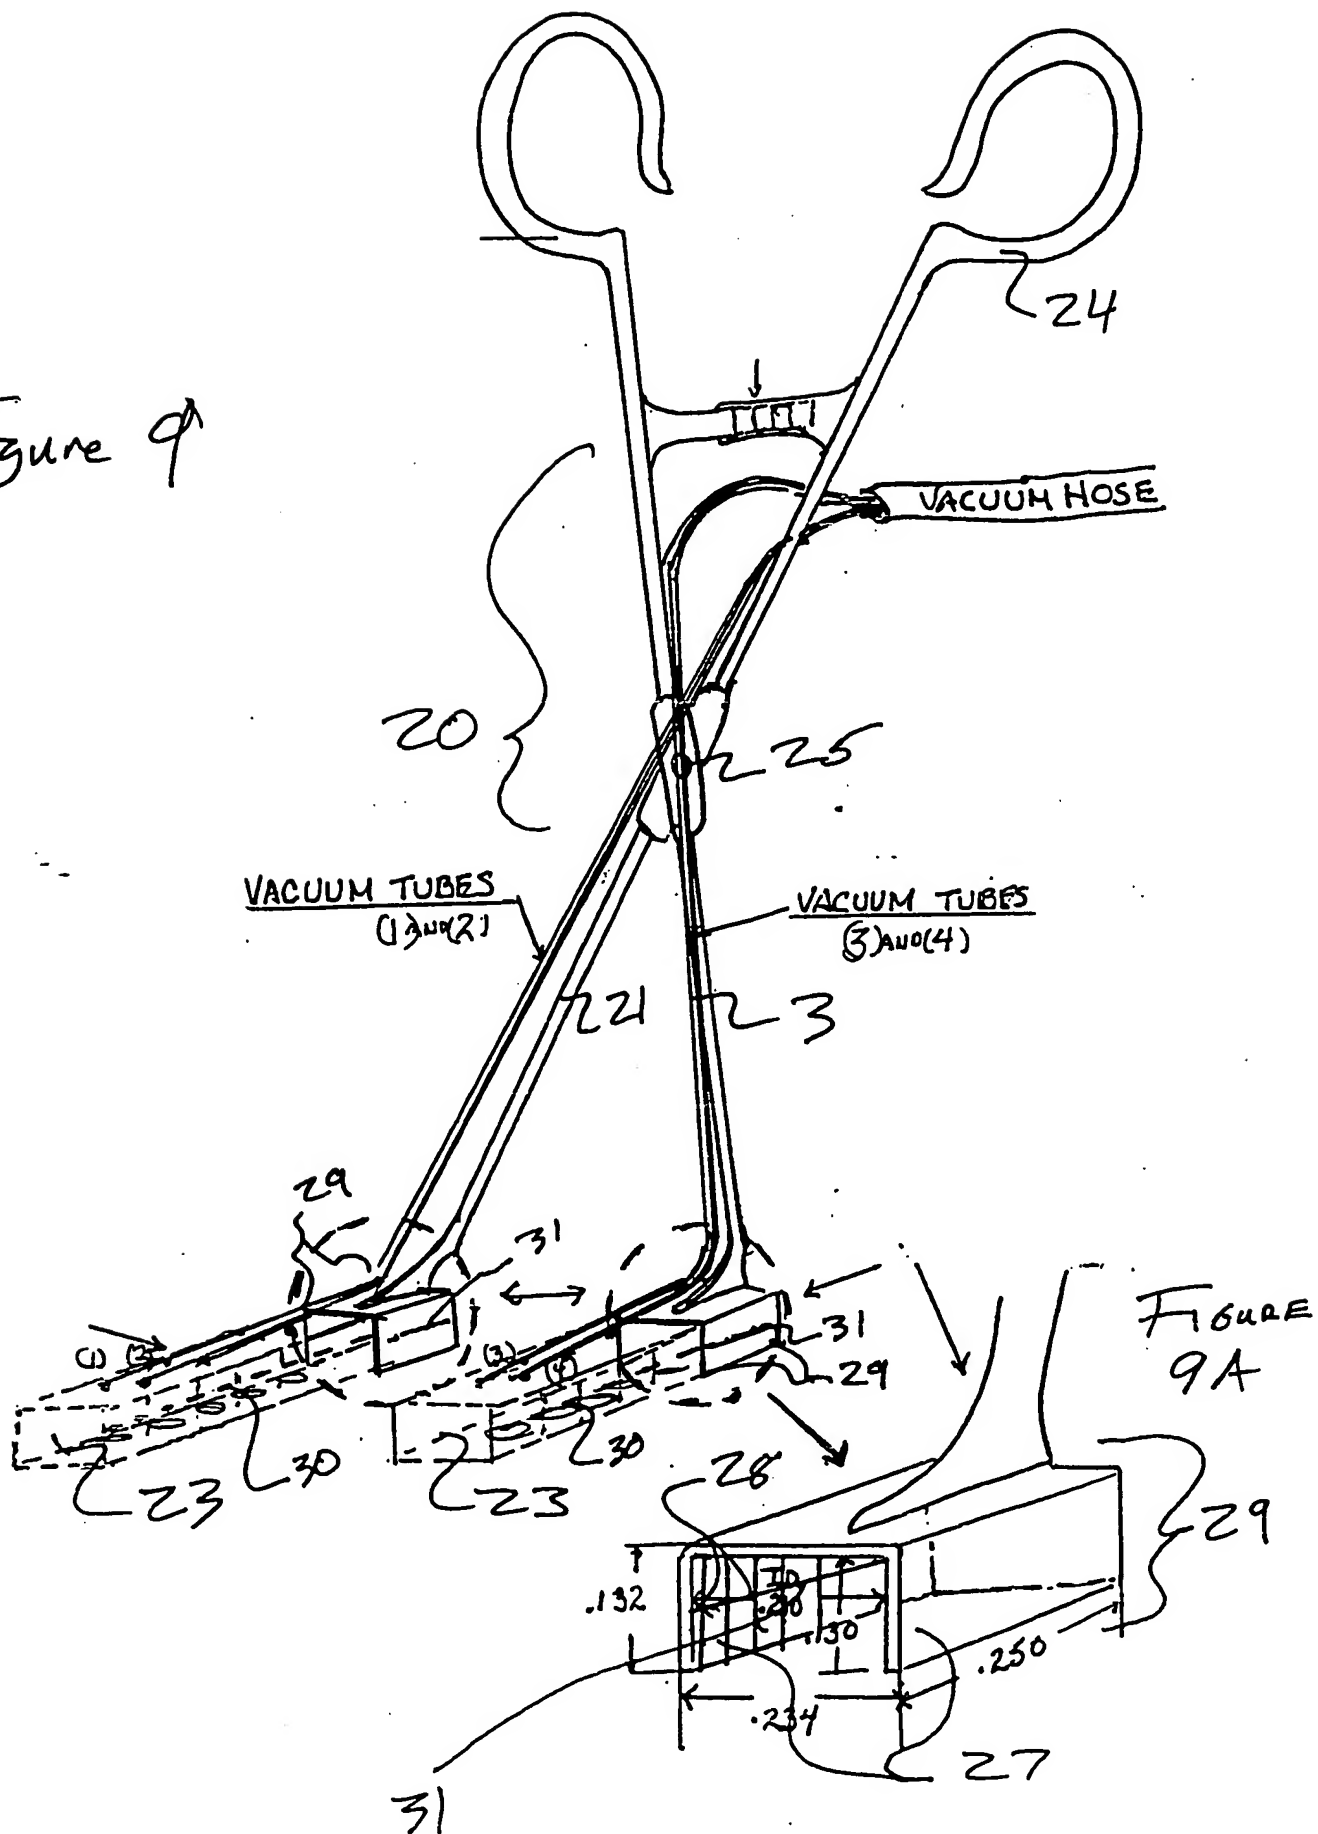 24
Figure 9
VACUUM HOSE
20
25
VACUUM TUBES
(1) AND (2)
VACUUM TUBES
(3) AND (4)
21
3
29
31
FIGURE
9A
31
29
(1) (2)
(3)
(4)
30
30
23
23
28
29
.132
ID
.130
.250
.234
27
31